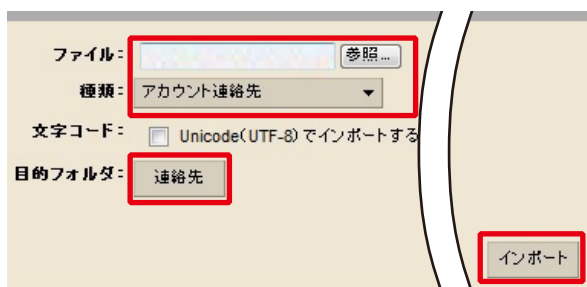 ファイル： 参照...
種類： アカウント連絡先
文字コード： Unicode(UTF-8)でインポートする
目的フォルダ： 連絡先
インポート